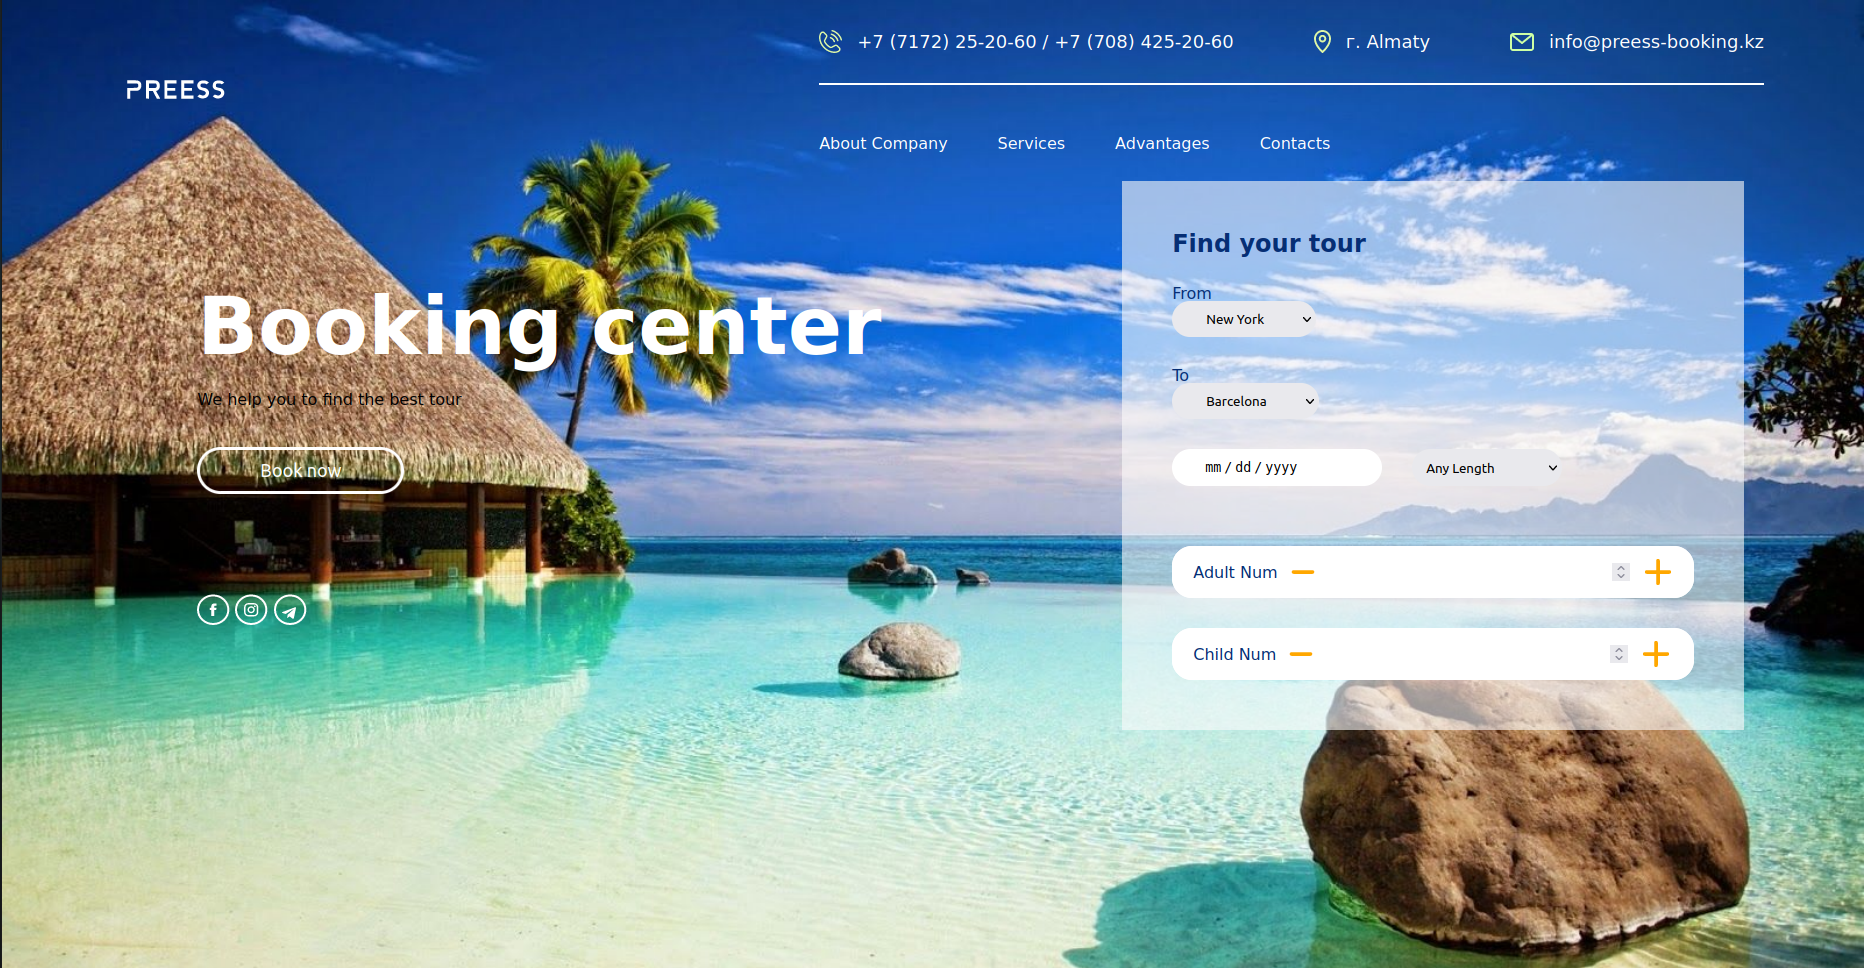 +7 (7172) 25-20-60 / +7 (708) 425-20-60
г. Almaty
info@preess-booking.kz
PREESS
About Company
Services
Advantages
Contacts
Booking center
We help you to find the best tour
Book now
Find your tour
From
New York
To
Barcelona
mm / dd / yyyy
Any Length
Adult Num
Child Num